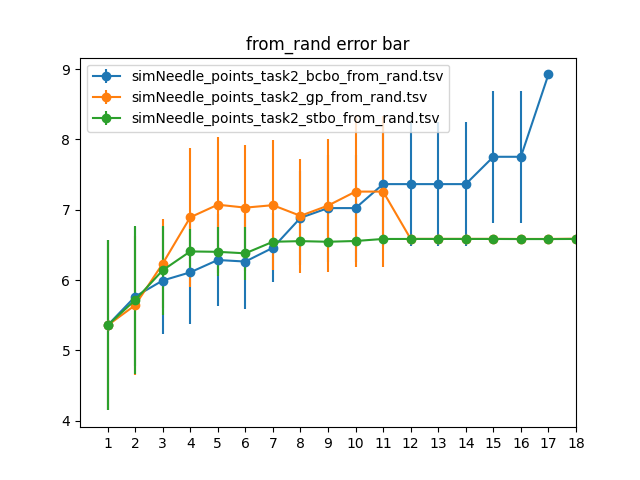 from_rand error bar
simNeedle_points_task2_bcbo_from_rand.tsv
simNeedle_points_task2_gp_from_rand.tsv
simNeedle_points_task2_stbo_from_rand.tsv
9
8
7
6
5
4
1 2 3 4 5 6 7 8 9 10 11 12 13 14 15 16 17 18